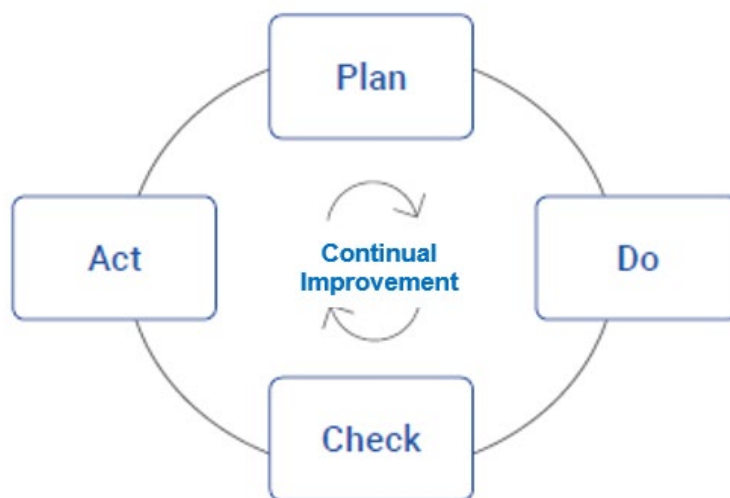 Plan
Act
Continual
Improvement
Do
Check